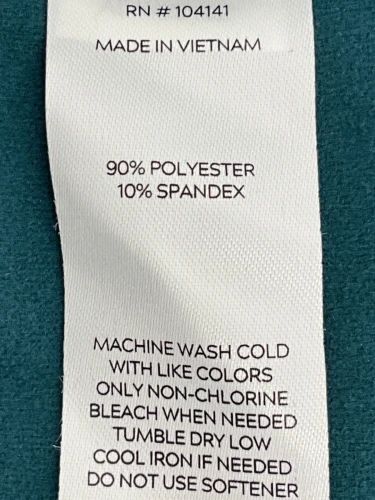 RN # 104141
MADE IN VIETNAM
90% POLYESTER
10% SPANDEX
MACHINE WASH COLD
WITH LIKE COLORS
ONLY NON-CHLORINE
BLEACH WHEN NEEDED
TUMBLE DRY LOW
COOL IRON IF NEEDED
DO NOT USE SOFTENER